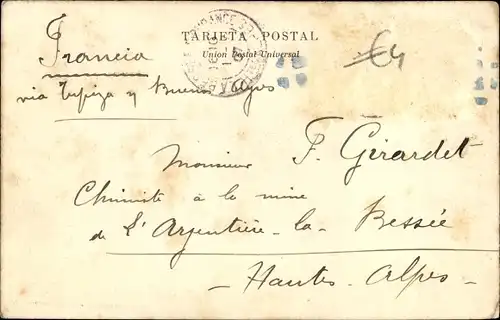 TARJETA POSTAL
Union Postal Universal
€4
Francia
via Tupiza y Buenos Ayres
Monsieur F. Girardet
Chimiste à la mine
de L'Argentière-la-Bessée
Hautes-Alpes-